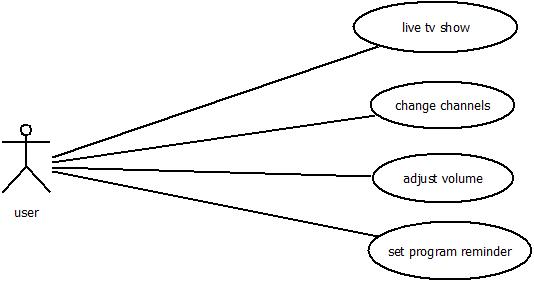 live tv show
change channels
adjust volume
user
set program reminder